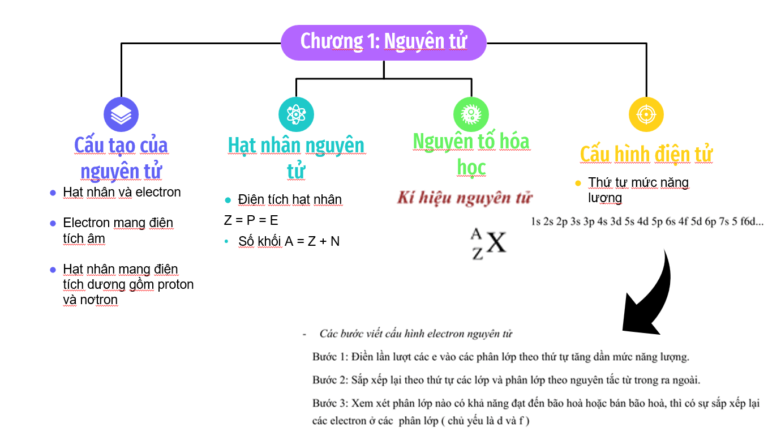 Chương 1: Nguyên tử
Cấu tạo của
nguyên tử
Hạt nhân và electron
Electron mang điện
tích âm
Hạt nhân mang điện
tích dương gồm proton
và nơtron
Hạt nhân nguyên
tử
Điện tích hạt nhân
Z = P = E
Số khối A = Z + N
Nguyên tố hóa
học
Kí hiệu nguyên tử
A
Z X
Cấu hình điện tử
Thứ tự mức năng
lượng
1s 2s 2p 3s 3p 4s 3d 5s 4d 5p 6s 4f 5d 6p 7s 5 f6d...
- Các bước viết cấu hình electron nguyên tử
Bước 1: Điền lần lượt các e vào các phân lớp theo thứ tự tăng dần mức năng lượng.
Bước 2: Sắp xếp lại theo thứ tự các lớp và phân lớp theo nguyên tắc từ trong ra ngoài.
Bước 3: Xem xét phân lớp nào có khả năng đạt đến bão hoà hoặc bán bão hoà, thì có sự sắp xếp lại
các electron ở các phân lớp ( chủ yếu là d và f )